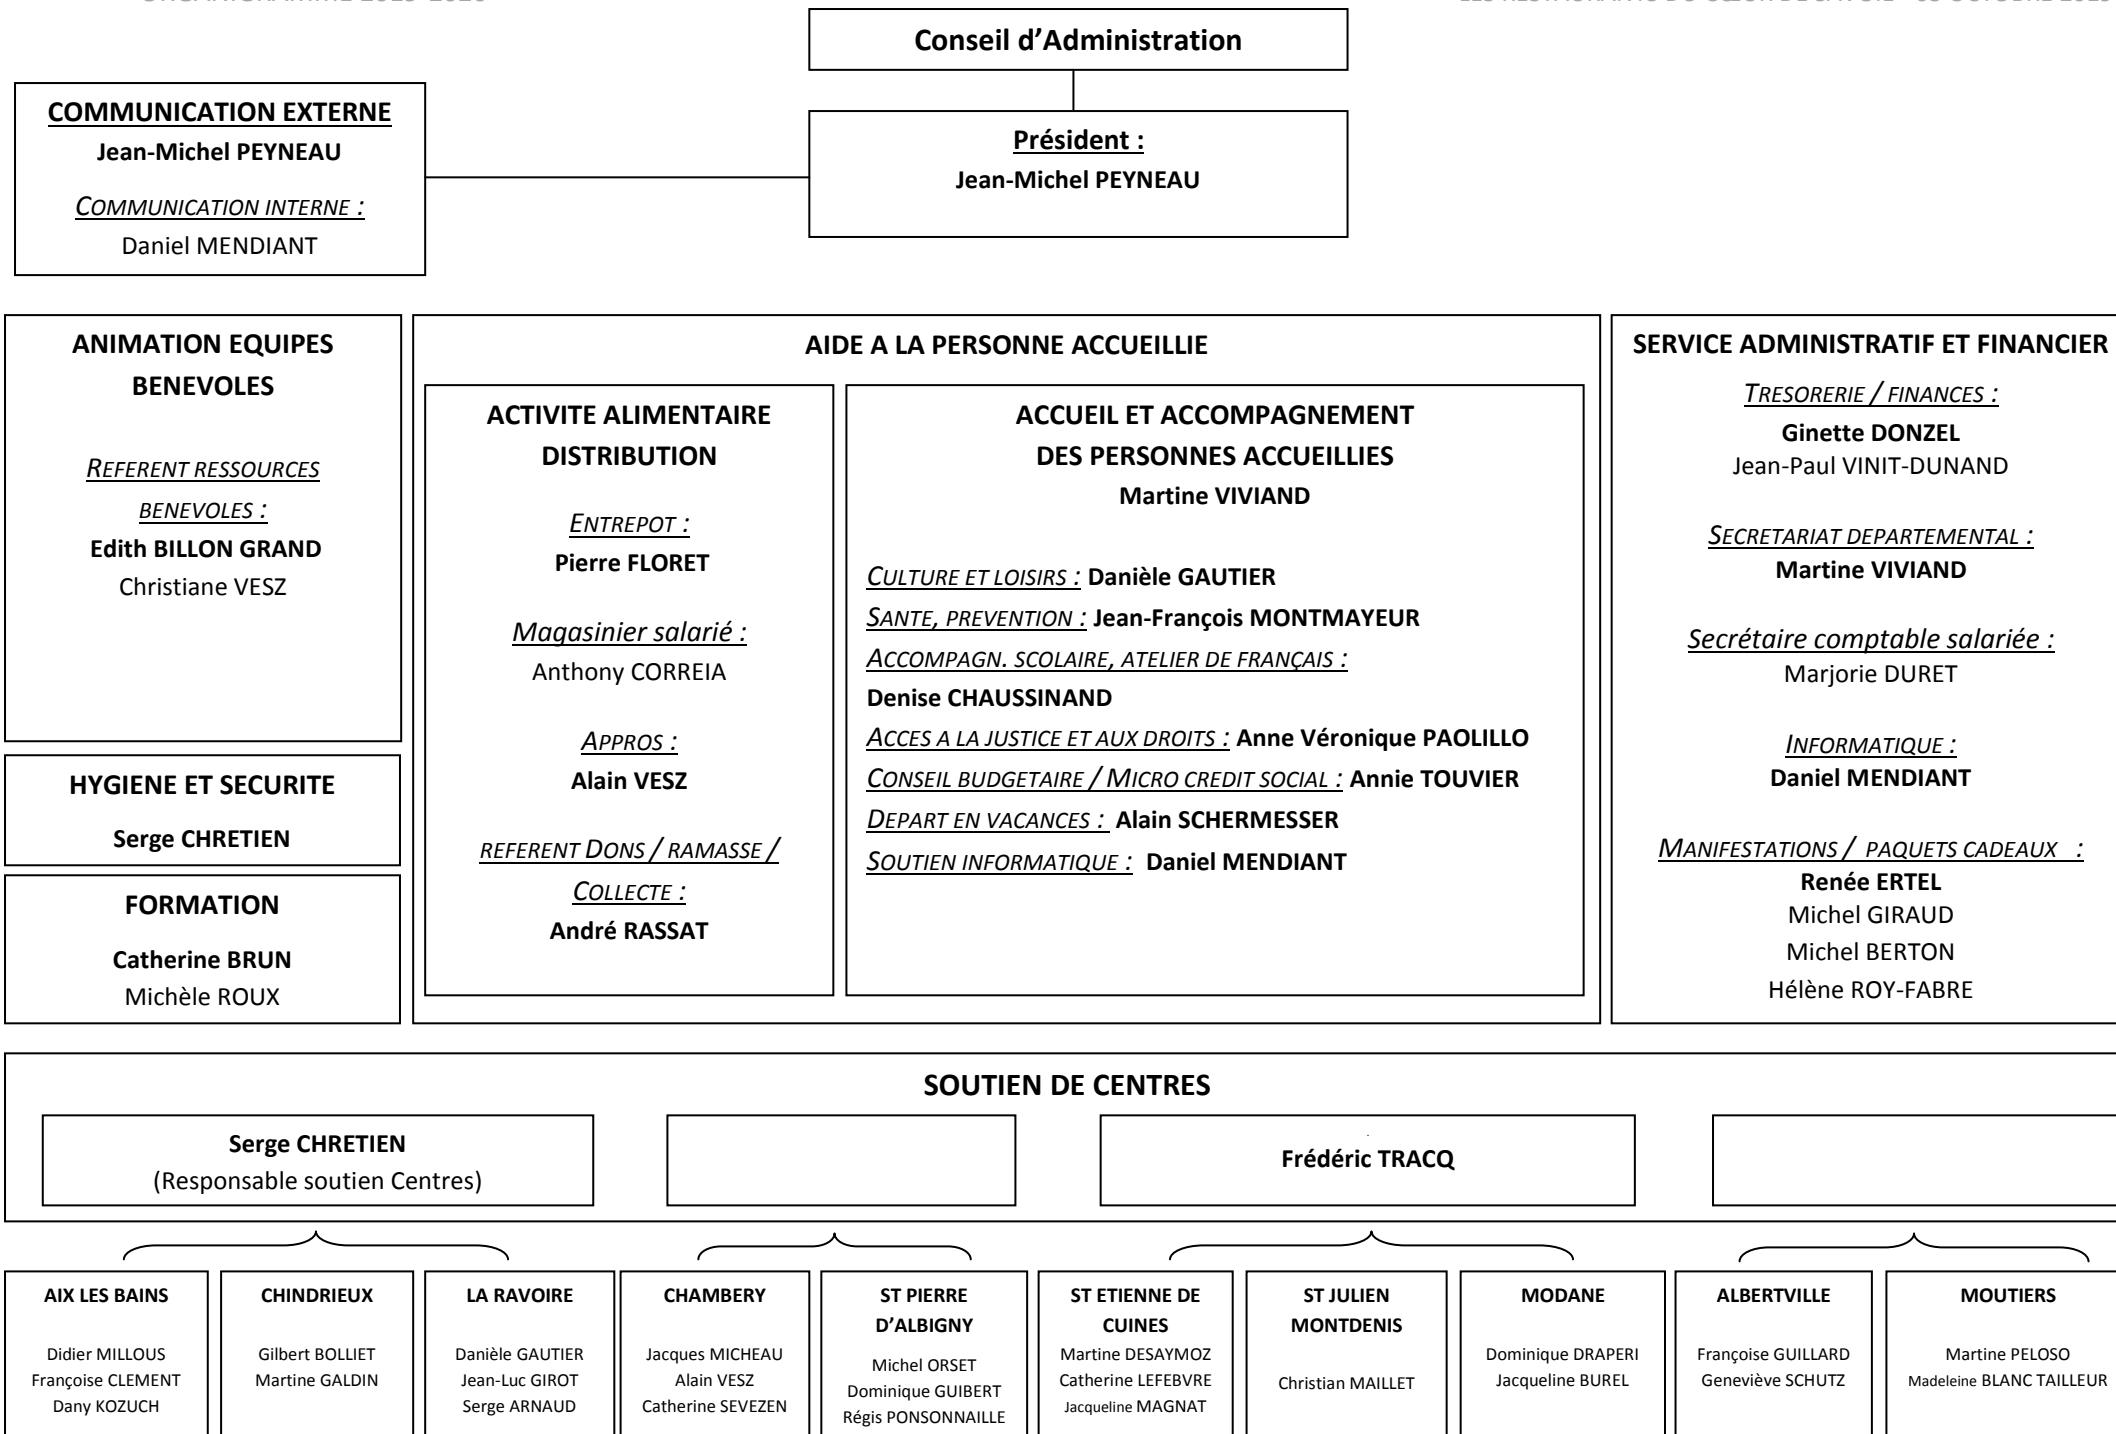 Conseil d’Administration
COMMUNICATION EXTERNE
Jean-Michel PEYNEAU
COMMUNICATION INTERNE :
Daniel MENDIANT
Président :
Jean-Michel PEYNEAU
ANIMATION EQUIPES
BENEVOLES
REFERENT RESSOURCES
BENEVOLES :
Edith BILLON GRAND
Christiane VESZ
HYGIENE ET SECURITE
Serge CHRETIEN
FORMATION
Catherine BRUN
Michèle ROUX
AIDE A LA PERSONNE ACCUEILLIE
ACTIVITE ALIMENTAIRE
DISTRIBUTION
ENTREPOT :
Pierre FLORET
Magasinier salarié :
Anthony CORREIA
APPROS :
Alain VESZ
REFERENT DONS / RAMASSE /
COLLECTE :
André RASSAT
ACCUEIL ET ACCOMPAGNEMENT
DES PERSONNES ACCUEILLIES
Martine VIVIAND
CULTURE ET LOISIRS : Danièle GAUTIER
SANTE, PREVENTION : Jean-François MONTMAYEUR
ACCOMPAGN. SCOLAIRE, ATELIER DE FRANÇAIS :
Denise CHAUSSINAND
ACCES A LA JUSTICE ET AUX DROITS : Anne Véronique PAOLILLO
CONSEIL BUDGETAIRE / MICRO CREDIT SOCIAL : Annie TOUVIER
DEPART EN VACANCES : Alain SCHERMESSER
SOUTIEN INFORMATIQUE : Daniel MENDIANT
SERVICE ADMINISTRATIF ET FINANCIER
TRESORERIE / FINANCES :
Ginette DONZEL
Jean-Paul VINIT-DUNAND
SECRETARIAT DEPARTEMENTAL :
Martine VIVIAND
Secrétaire comptable salariée :
Marjorie DURET
INFORMATIQUE :
Daniel MENDIANT
MANIFESTATIONS / PAQUETS CADEAUX :
Renée ERTEL
Michel GIRAUD
Michel BERTON
Hélène ROY-FABRE
SOUTIEN DE CENTRES
Serge CHRETIEN
(Responsable soutien Centres)
Frédéric TRACQ
AIX LES BAINS
Didier MILLOUS
Françoise CLEMENT
Dany KOZUCH
CHINDRIEUX
Gilbert BOLLIET
Martine GALDIN
LA RAVOIRE
Danièle GAUTIER
Jean-Luc GIROT
Serge ARNAUD
CHAMBERY
Jacques MICHEAU
Alain VESZ
Catherine SEVEZEN
ST PIERRE
D’ALBIGNY
Michel ORSET
Dominique GUIBERT
Régis PONSONNAILLE
ST ETIENNE DE
CUINES
Martine DESAYMOZ
Catherine LEFEBVRE
Jacqueline MAGNAT
ST JULIEN
MONTDENIS
Christian MAILLET
MODANE
Dominique DRAPERI
Jacqueline BUREL
ALBERTVILLE
Françoise GUILLARD
Geneviève SCHUTZ
MOUTIERS
Martine PELOSO
Madeleine BLANC TAILLEUR